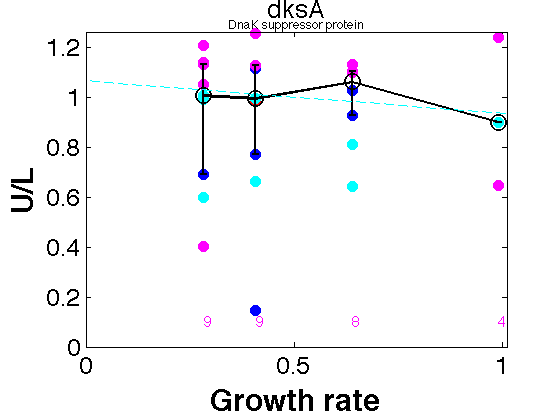 dksA
DnaK suppressor protein
1.2
1
0.8
0.6
0.4
0.2
0
U/L
9 9 8 4
0 0.5 1
Growth rate